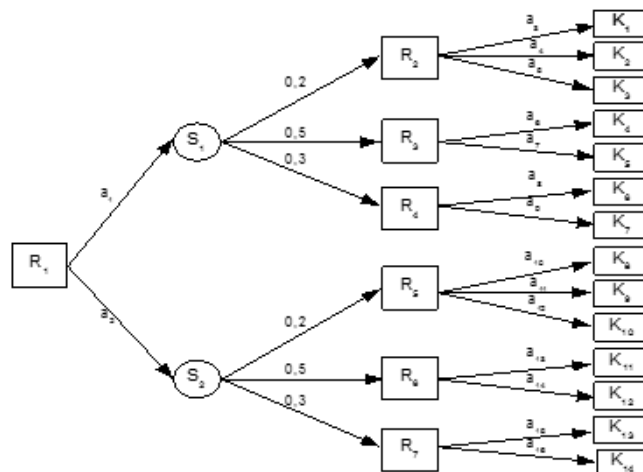 a₃
K₁
R₂
a₄
K₂
a₅
K₃
0,2
S₁
0,5
R₃
a₆
K₄
a₇
K₅
0,3
R₄
a₈
K₆
a₉
K₇
a₁
R₁
a₂
a₁₀
K₈
R₅
a₁₁
K₉
a₁₂
K₁₀
0,2
S₂
0,5
R₆
a₁₃
K₁₁
a₁₄
K₁₂
0,3
R₇
a₁₅
K₁₃
a₁₆